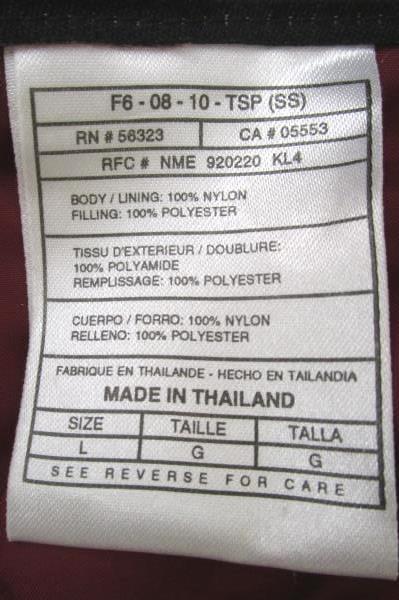 F6 - 08 - 10 - TSP (SS)
RN # 56323 CA # 05553
RFC # NME 920220 KL4
BODY / LINING: 100% NYLON
FILLING: 100% POLYESTER
TISSU D'EXTERIEUR / DOUBLURE:
100% POLYAMIDE
REMPLISSAGE: 100% POLYESTER
CUERPO / FORRO: 100% NYLON
RELLENO: 100% POLYESTER
FABRIQUE EN THAILANDE - HECHO EN TAILANDIA
MADE IN THAILAND
SIZE TAILLE TALLA
L G G
SEE REVERSE FOR CARE